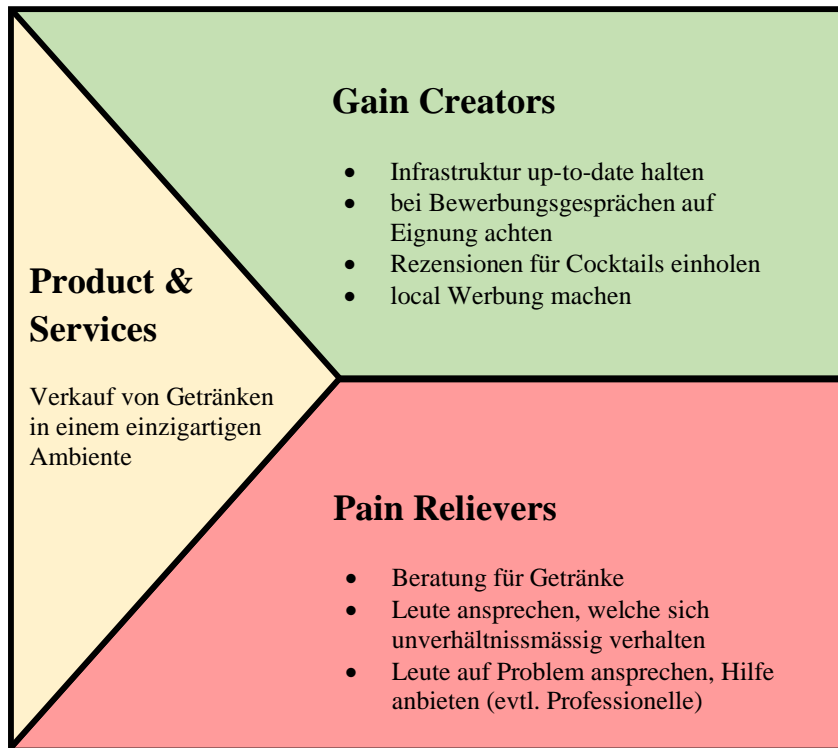 Gain Creators
• Infrastruktur up-to-date halten
• bei Bewerbungsgesprächen auf
Eignung achten
• Rezensionen für Cocktails einholen
• local Werbung machen
Product &
Services
Verkauf von Getränken
in einem einzigartigen
Ambiente
Pain Relievers
• Beratung für Getränke
• Leute ansprechen, welche sich
unverhältnissmässig verhalten
• Leute auf Problem ansprechen, Hilfe
anbieten (evtl. Professionelle)